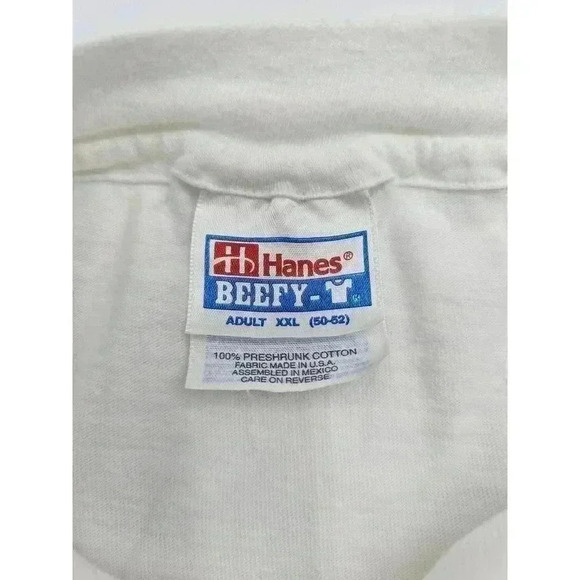 Hanes®
BEEFY-
ADULT XXL (50-52)
100% PRESHRUNK COTTON
FABRIC MADE IN U.S.A.
ASSEMBLED IN MEXICO
CARE ON REVERSE